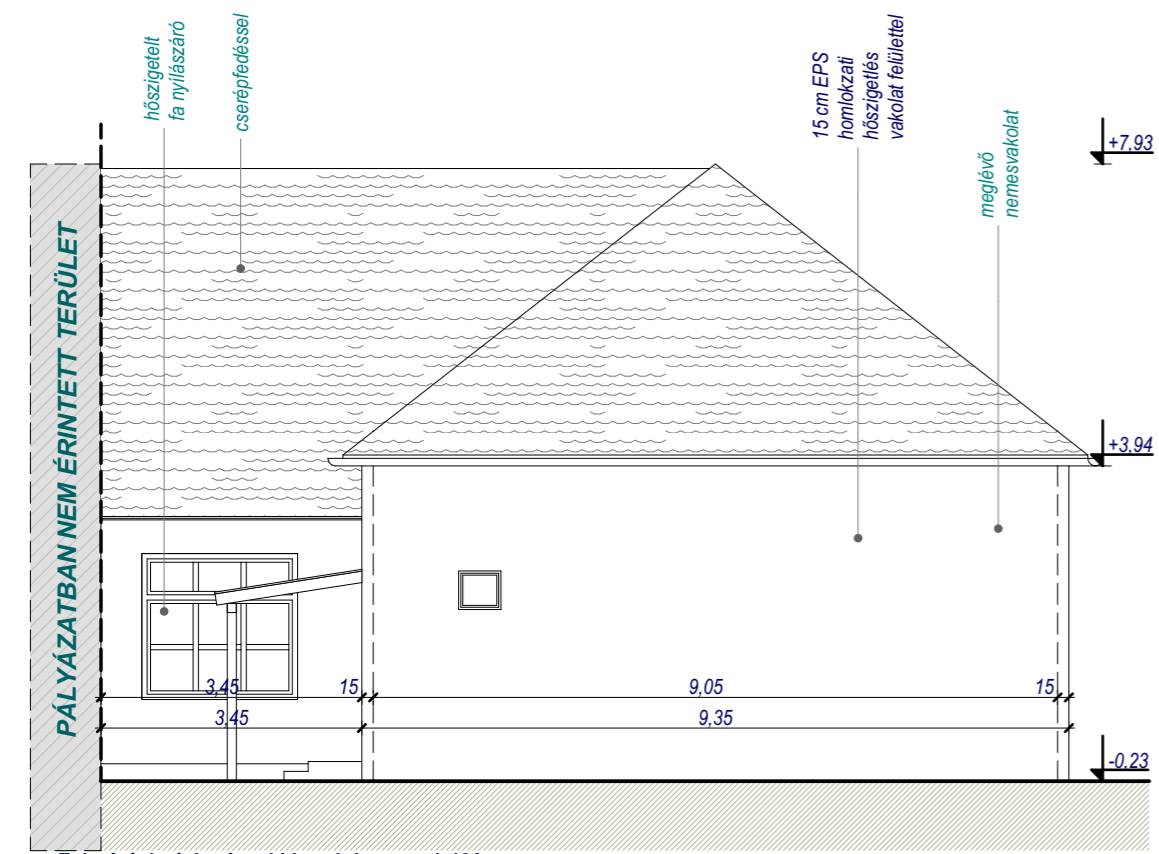 hőszigetelt
fa nyílászáró
cserépfedéssel
15 cm EPS
homlokzati
hőszigetlés
vakolat felülettel
meglévő
nemesvakolat
+7,93
PÁLYÁZATBAN NEM ÉRINTETT TERÜLET
+3,94
3,45
15
9,05
15
3,45
9,35
-0,23